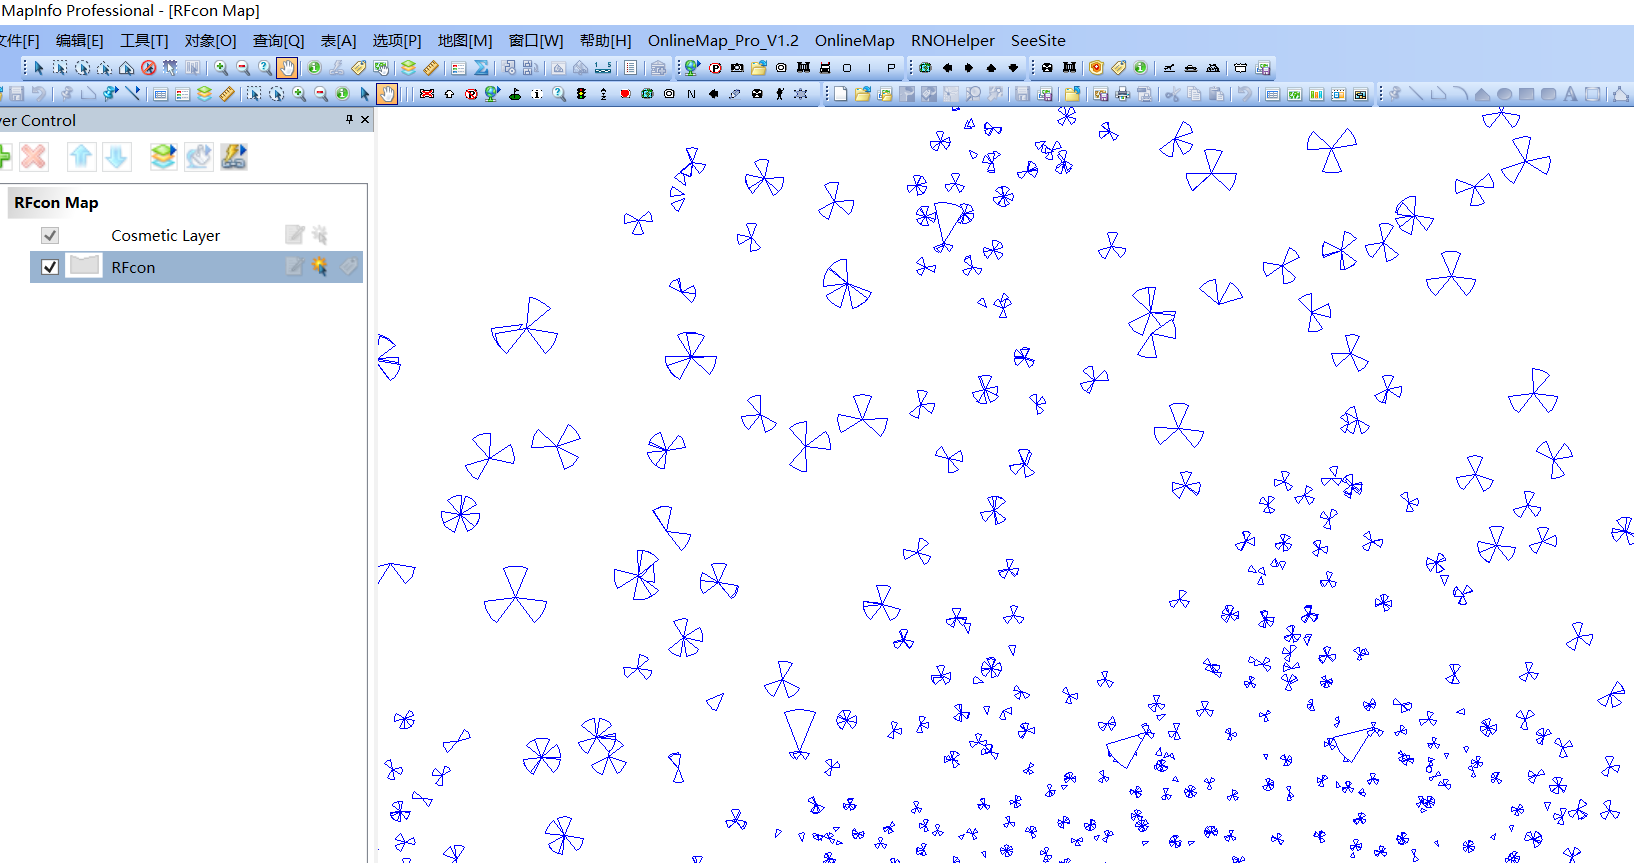 MapInfo Professional - [RFcon Map]
文件[F] 编辑[E] 工具[T] 对象[O] 查询[Q] 表[A] 选项[P] 地图[M] 窗口[W] 帮助[H] OnlineMap_Pro_V1.2 OnlineMap RNOHelper SeeSite
yer Control
RFcon Map
Cosmetic Layer
RFcon